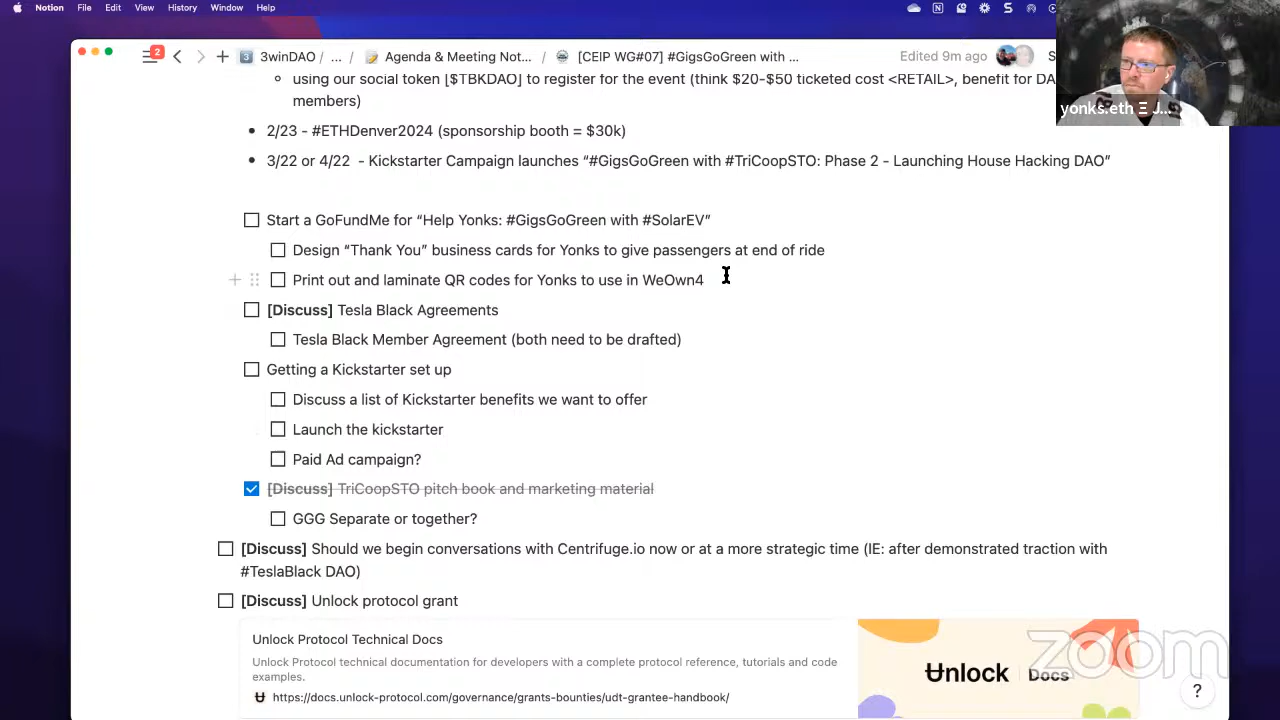 Notion File Edit View History
2 3winDAO / ... / Agenda & Meeting Not... / [CEIP WG#07] #GigsGoGreen with ... Edited 9m ago S
using our social token [$TBKDAO] to register for the event (think $20-$50 ticketed cost <RETAIL>, benefit for DA
members)
2/23 - #ETHDenver2024 (sponsorship booth = $30k)
3/22 or 4/22 - Kickstarter Campaign launches “#GigsGoGreen with #TriCoopSTO: Phase 2 - Launching House Hacking DAO”
yonks.eth Ξ J...
Start a GoFundMe for “Help Yonks: #GigsGoGreen with #SolarEV”
Design “Thank You” business cards for Yonks to give passengers at end of ride
Print out and laminate QR codes for Yonks to use in WeOwn4
[Discuss] Tesla Black Agreements
Tesla Black Member Agreement (both need to be drafted)
Getting a Kickstarter set up
Discuss a list of Kickstarter benefits we want to offer
Launch the kickstarter
Paid Ad campaign?
[Discuss] TriCoopSTO pitch book and marketing material
GGG Separate or together?
[Discuss] Should we begin conversations with Centrifuge.io now or at a more strategic time (IE: after demonstrated traction with
#TeslaBlack DAO)
[Discuss] Unlock protocol grant
Unlock Protocol Technical Docs
Unlock Protocol technical documentation for developers with a complete protocol reference, tutorials and code
examples.
https://docs.unlock-protocol.com/governance/grants-bounties/udt-grantee-handbook/
Unlock Docs
zoom
?